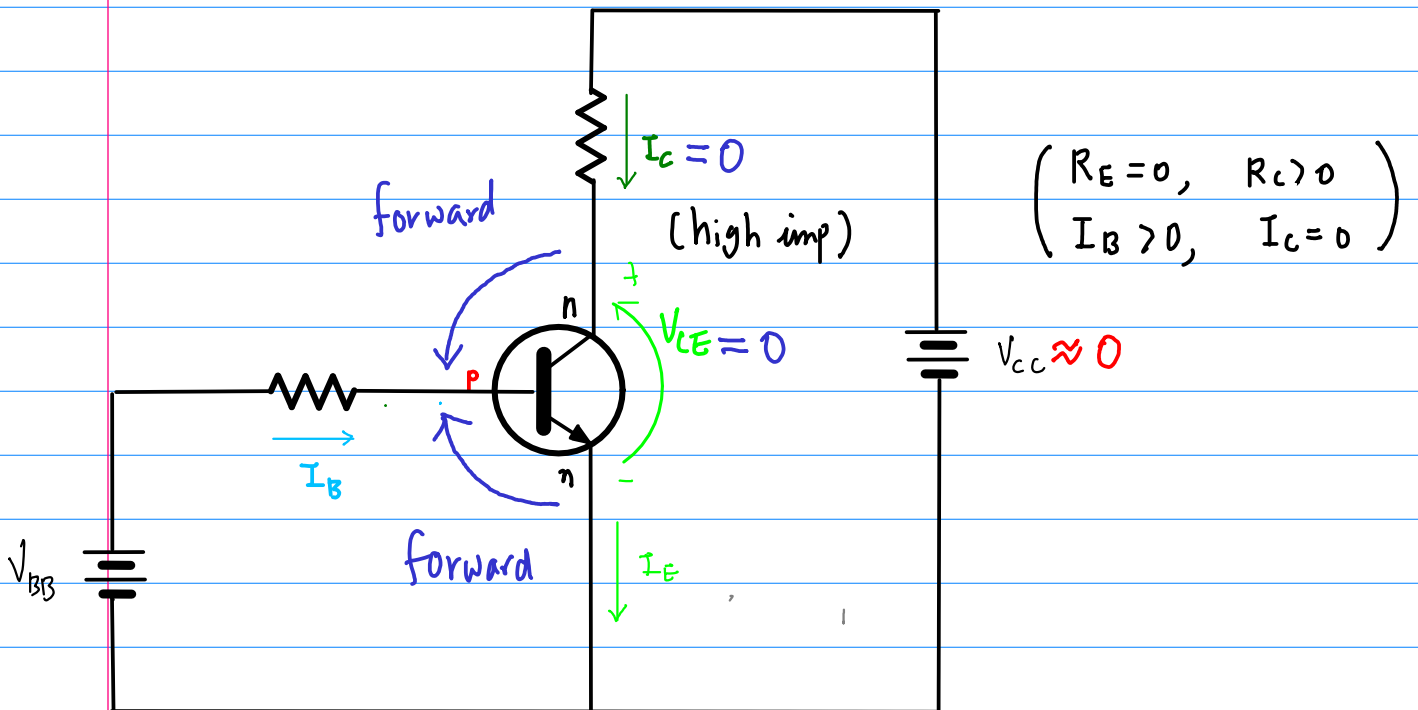 I_C = 0
R_E = 0, R_C > 0
I_B > 0, I_C = 0
forward
(high imp)
+
n
V_CE = 0
V_CC ≈ 0
p
I_B
n
−
forward
I_E
V_BB